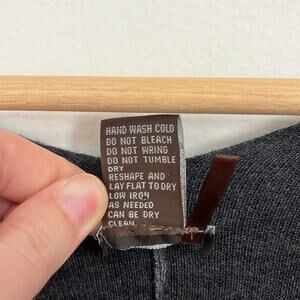 HAND WASH COLD
DO NOT BLEACH
DO NOT WRING
DO NOT TUMBLE
DRY
RESHAPE AND
LAY FLAT TO DRY
LOW IRON
AS NEEDED
CAN BE DRY
CLEAN